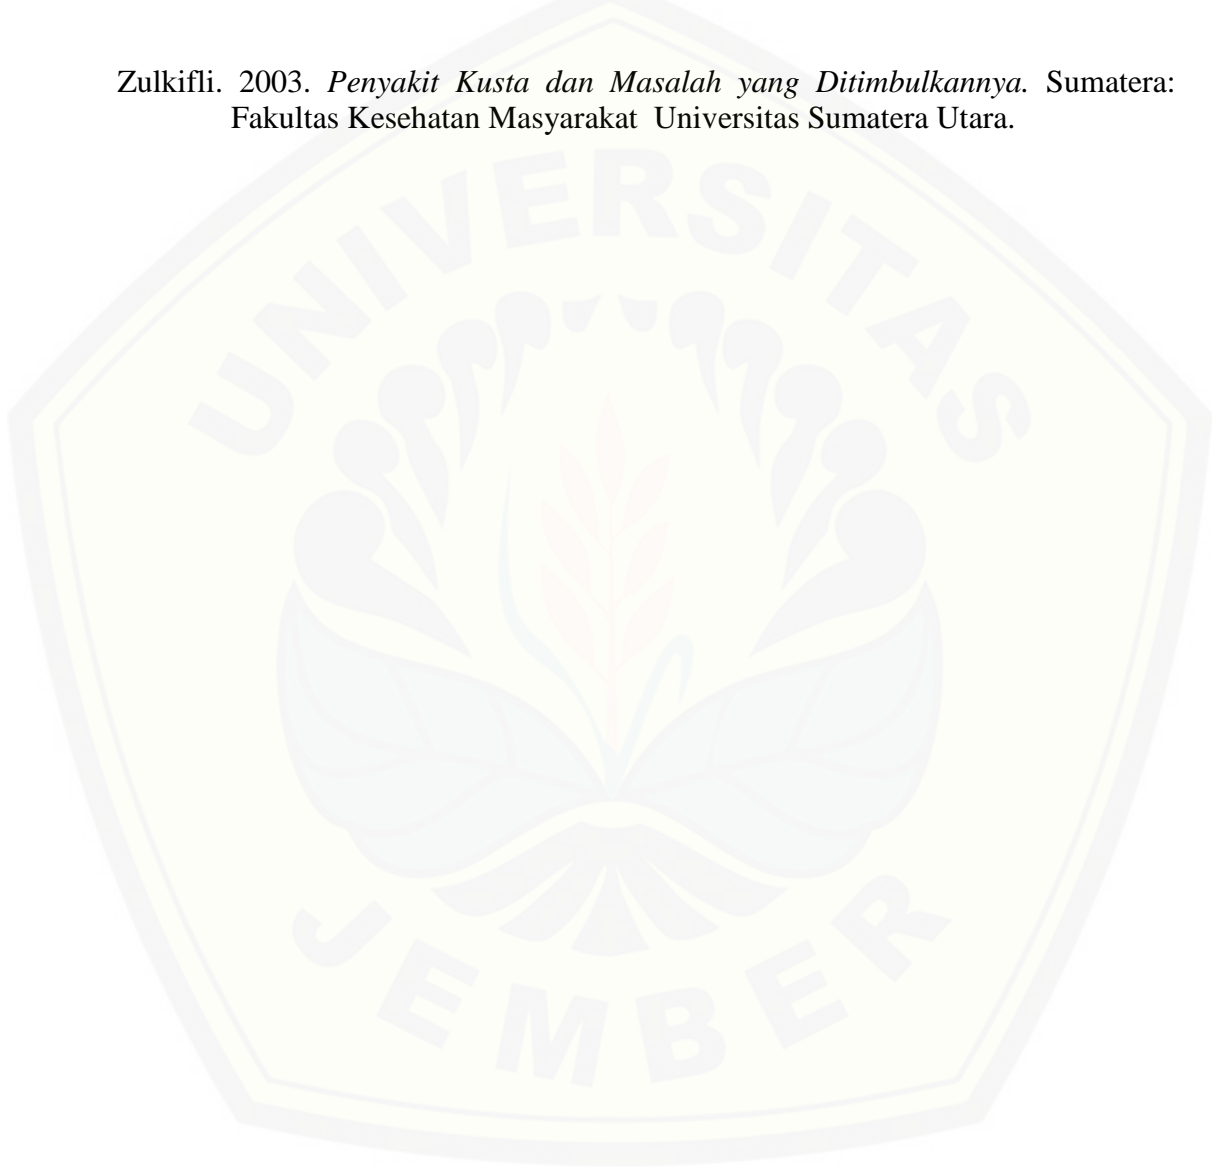 Zulkifli. 2003. Penyakit Kusta dan Masalah yang Ditimbulkannya. Sumatera:
Fakultas Kesehatan Masyarakat  Universitas Sumatera Utara.
UNIVERSITAS
JEMBER